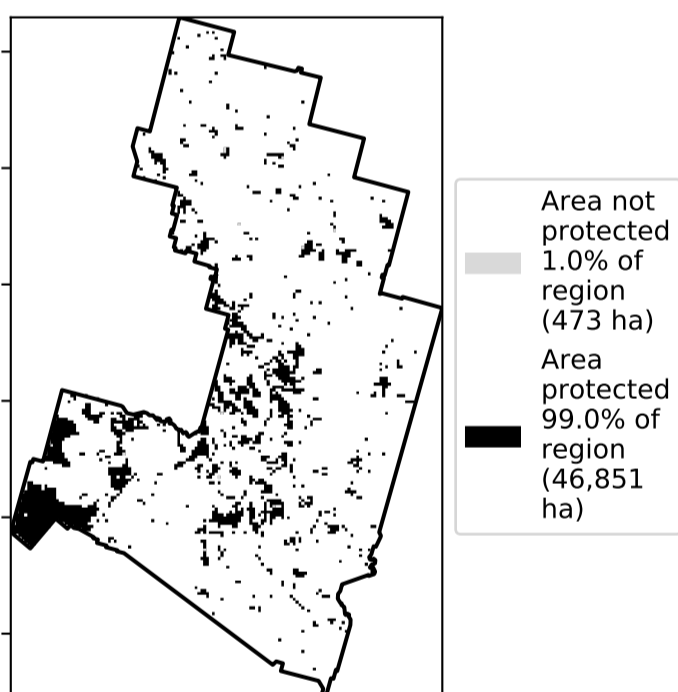 Area not
protected
1.0% of
region
(473 ha)
Area
protected
99.0% of
region
(46,851
ha)